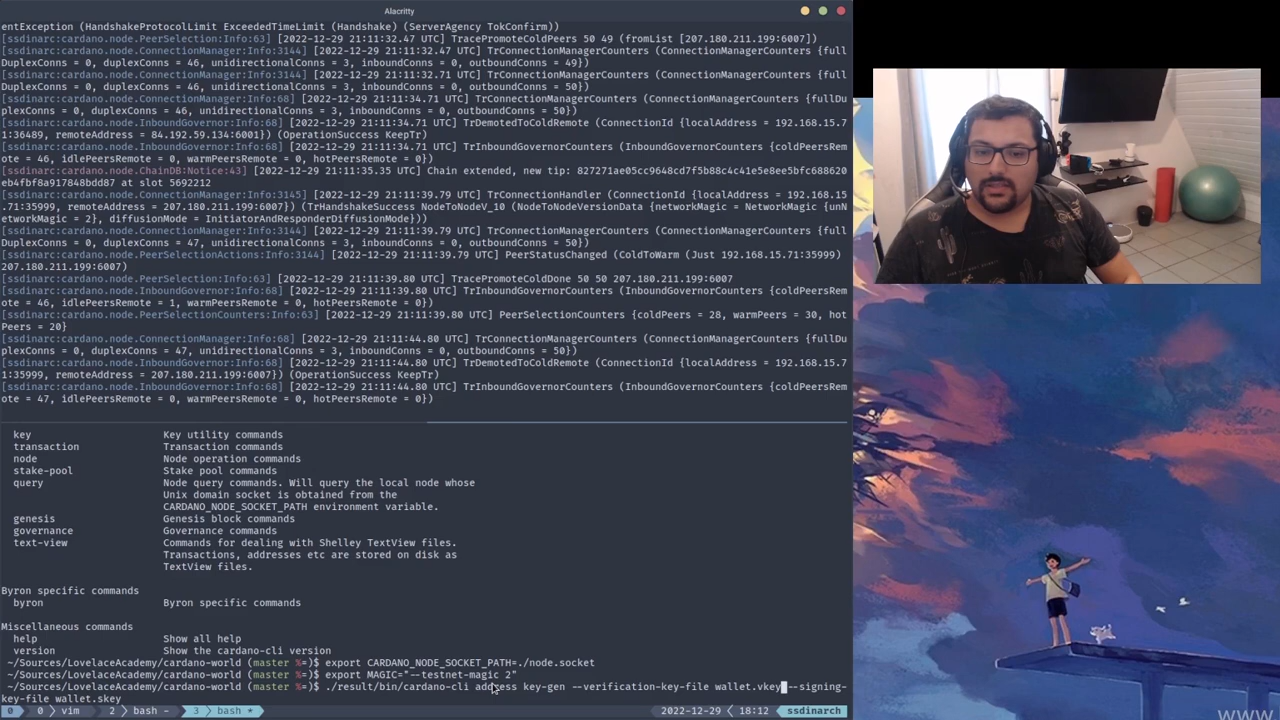 Alacritty
entException (HandshakeProtocolLimit ExceededTimeLimit (Handshake) (ServerAgency TokConfirm))
[ssdinarc:cardano.node.PeerSelection:Info:63] [2022-12-29 21:11:32.47 UTC] TracePromoteColdPeers 50 49 (fromList [207.180.211.199:6007])
[ssdinarc:cardano.node.ConnectionManager:Info:3144] [2022-12-29 21:11:32.47 UTC] TrConnectionManagerCounters (ConnectionManagerCounters {full
DuplexConns = 0, duplexConns = 46, unidirectionalConns = 3, inboundConns = 0, outboundConns = 49})
[ssdinarc:cardano.node.ConnectionManager:Info:3144] [2022-12-29 21:11:32.71 UTC] TrConnectionManagerCounters (ConnectionManagerCounters {full
DuplexConns = 0, duplexConns = 46, unidirectionalConns = 3, inboundConns = 0, outboundConns = 50})
[ssdinarc:cardano.node.ConnectionManager:Info:68] [2022-12-29 21:11:34.71 UTC] TrConnectionManagerCounters (ConnectionManagerCounters {fullDu
plexConns = 0, duplexConns = 46, unidirectionalConns = 3, inboundConns = 0, outboundConns = 50})
[ssdinarc:cardano.node.InboundGovernor:Info:68] [2022-12-29 21:11:34.71 UTC] TrDemotedToColdRemote (ConnectionId {localAddress = 192.168.15.7
1:36489, remoteAddress = 84.192.59.134:6001}) (OperationSuccess KeepTr)
[ssdinarc:cardano.node.InboundGovernor:Info:68] [2022-12-29 21:11:34.71 UTC] TrInboundGovernorCounters (InboundGovernorCounters {coldPeersRem
ote = 46, idlePeersRemote = 0, warmPeersRemote = 0, hotPeersRemote = 0})
[ssdinarc:cardano.node.ChainDB:Notice:43] [2022-12-29 21:11:35.35 UTC] Chain extended, new tip: 827271ae05cc9648cd7f5b88c4c41e5e8ee5bfc688620
eb4fbf8a917848bdd87 at slot 5692212
[ssdinarc:cardano.node.ConnectionManager:Info:3145] [2022-12-29 21:11:39.79 UTC] TrConnectionHandler (ConnectionId {localAddress = 192.168.15
.71:35999, remoteAddress = 207.180.211.199:6007}) (TrHandshakeSuccess NodeToNodeV_10 (NodeToNodeVersionData {networkMagic = NetworkMagic {unN
etworkMagic = 2}, diffusionMode = InitiatorAndResponderDiffusionMode}))
[ssdinarc:cardano.node.ConnectionManager:Info:3144] [2022-12-29 21:11:39.79 UTC] TrConnectionManagerCounters (ConnectionManagerCounters {full
DuplexConns = 0, duplexConns = 47, unidirectionalConns = 3, inboundConns = 0, outboundConns = 50})
[ssdinarc:cardano.node.PeerSelectionActions:Info:3144] [2022-12-29 21:11:39.79 UTC] PeerStatusChanged (ColdToWarm (Just 192.168.15.71:35999)
207.180.211.199:6007)
[ssdinarc:cardano.node.PeerSelection:Info:63] [2022-12-29 21:11:39.80 UTC] TracePromoteColdDone 50 50 207.180.211.199:6007
[ssdinarc:cardano.node.InboundGovernor:Info:68] [2022-12-29 21:11:39.80 UTC] TrInboundGovernorCounters (InboundGovernorCounters {coldPeersRem
ote = 46, idlePeersRemote = 1, warmPeersRemote = 0, hotPeersRemote = 0})
[ssdinarc:cardano.node.PeerSelectionCounters:Info:63] [2022-12-29 21:11:39.80 UTC] PeerSelectionCounters {coldPeers = 28, warmPeers = 30, hot
Peers = 20}
[ssdinarc:cardano.node.ConnectionManager:Info:68] [2022-12-29 21:11:44.80 UTC] TrConnectionManagerCounters (ConnectionManagerCounters {fullDu
plexConns = 0, duplexConns = 47, unidirectionalConns = 3, inboundConns = 0, outboundConns = 50})
[ssdinarc:cardano.node.InboundGovernor:Info:68] [2022-12-29 21:11:44.80 UTC] TrDemotedToColdRemote (ConnectionId {localAddress = 192.168.15.7
1:35999, remoteAddress = 207.180.211.199:6007}) (OperationSuccess KeepTr)
[ssdinarc:cardano.node.InboundGovernor:Info:68] [2022-12-29 21:11:44.80 UTC] TrInboundGovernorCounters (InboundGovernorCounters {coldPeersRem
ote = 47, idlePeersRemote = 0, warmPeersRemote = 0, hotPeersRemote = 0})
key Key utility commands
transaction Transaction commands
node Node operation commands
stake-pool Stake pool commands
query Node query commands. Will query the local node whose
Unix domain socket is obtained from the
CARDANO_NODE_SOCKET_PATH environment variable.
genesis Genesis block commands
governance Governance commands
text-view Commands for dealing with Shelley TextView files.
Transactions, addresses etc are stored on disk as
TextView files.
Byron specific commands
byron Byron specific commands
Miscellaneous commands
help Show all help
version Show the cardano-cli version
~/Sources/LovelaceAcademy/cardano-world (master %=)$ export CARDANO_NODE_SOCKET_PATH=./node.socket
~/Sources/LovelaceAcademy/cardano-world (master %=)$ export MAGIC="--testnet-magic 2"
~/Sources/LovelaceAcademy/cardano-world (master %=)$ ./result/bin/cardano-cli address key-gen --verification-key-file wallet.vkey --signing-
key-file wallet.skey
0 0 vim 2 bash - 3 bash * 2022-12-29 18:12 ssdinarch
www